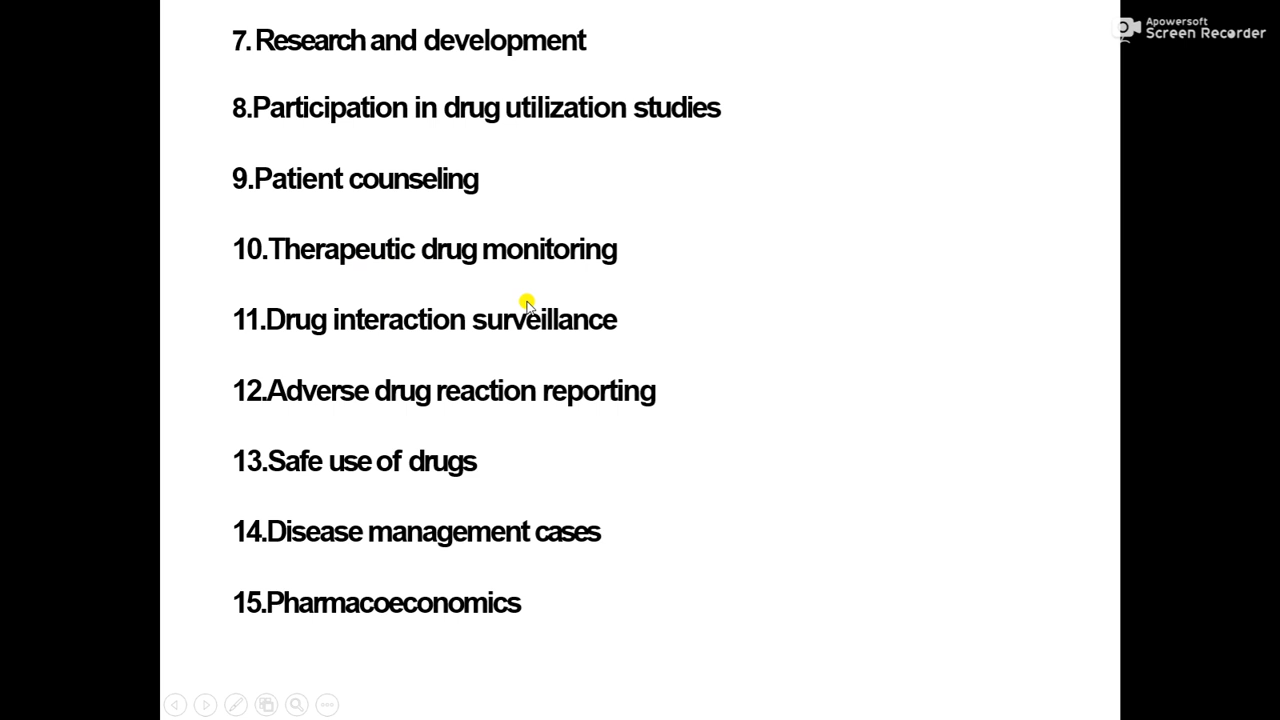 7. Research and development
8.Participation in drug utilization studies
9.Patient counseling
10.Therapeutic drug monitoring
11.Drug interaction surveillance
12.Adverse drug reaction reporting
13.Safe use of drugs
14.Disease management cases
15.Pharmacoeconomics
Apowersoft
Screen Recorder